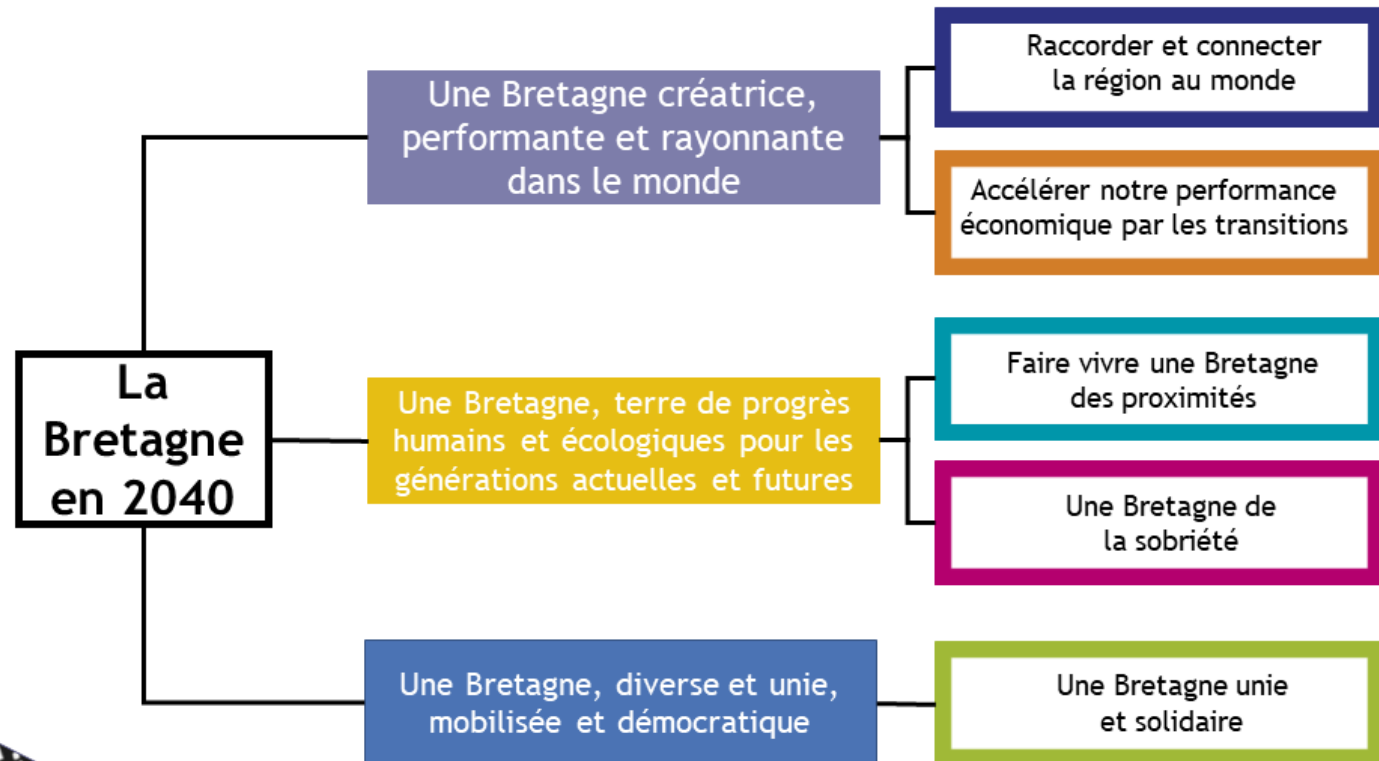 La
Bretagne
en 2040
Une Bretagne créatrice,
performante et rayonnante
dans le monde
Raccorder et connecter
la région au monde
Accélérer notre performance
économique par les transitions
Une Bretagne, terre de progrès
humains et écologiques pour les
générations actuelles et futures
Faire vivre une Bretagne
des proximités
Une Bretagne de
la sobriété
Une Bretagne, diverse et unie,
mobilisée et démocratique
Une Bretagne unie
et solidaire